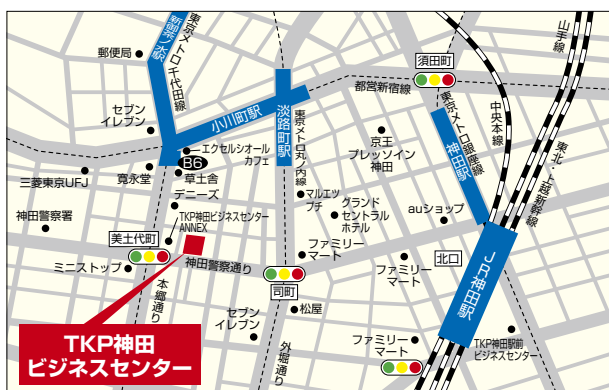 新御茶ノ水駅
東京メトロ千代田線
郵便局
セブン
イレブン
小川町駅
エクセルシオール
カフェ
B6
草土舎
デニーズ
三菱東京UFJ
寛永堂
神田警察署
TKP神田ビジネスセンター
ANNEX
美土代町
ミニストップ
本郷通り
神田警察通り
TKP神田
ビジネスセンター
淡路町駅
東京メトロ丸ノ内線
マルエツ
プチ
グランド
セントラル
ホテル
ファミリー
マート
司町
松屋
セブン
イレブン
外堀通り
都営新宿線
須田町
京王
プレッソイン
神田
神田駅
東京メトロ銀座線
auショップ
中央本線
山手線
東北・上越新幹線
北口
JR神田駅
ファミリー
マート
ファミリー
マート
TKP神田駅前
ビジネスセンター